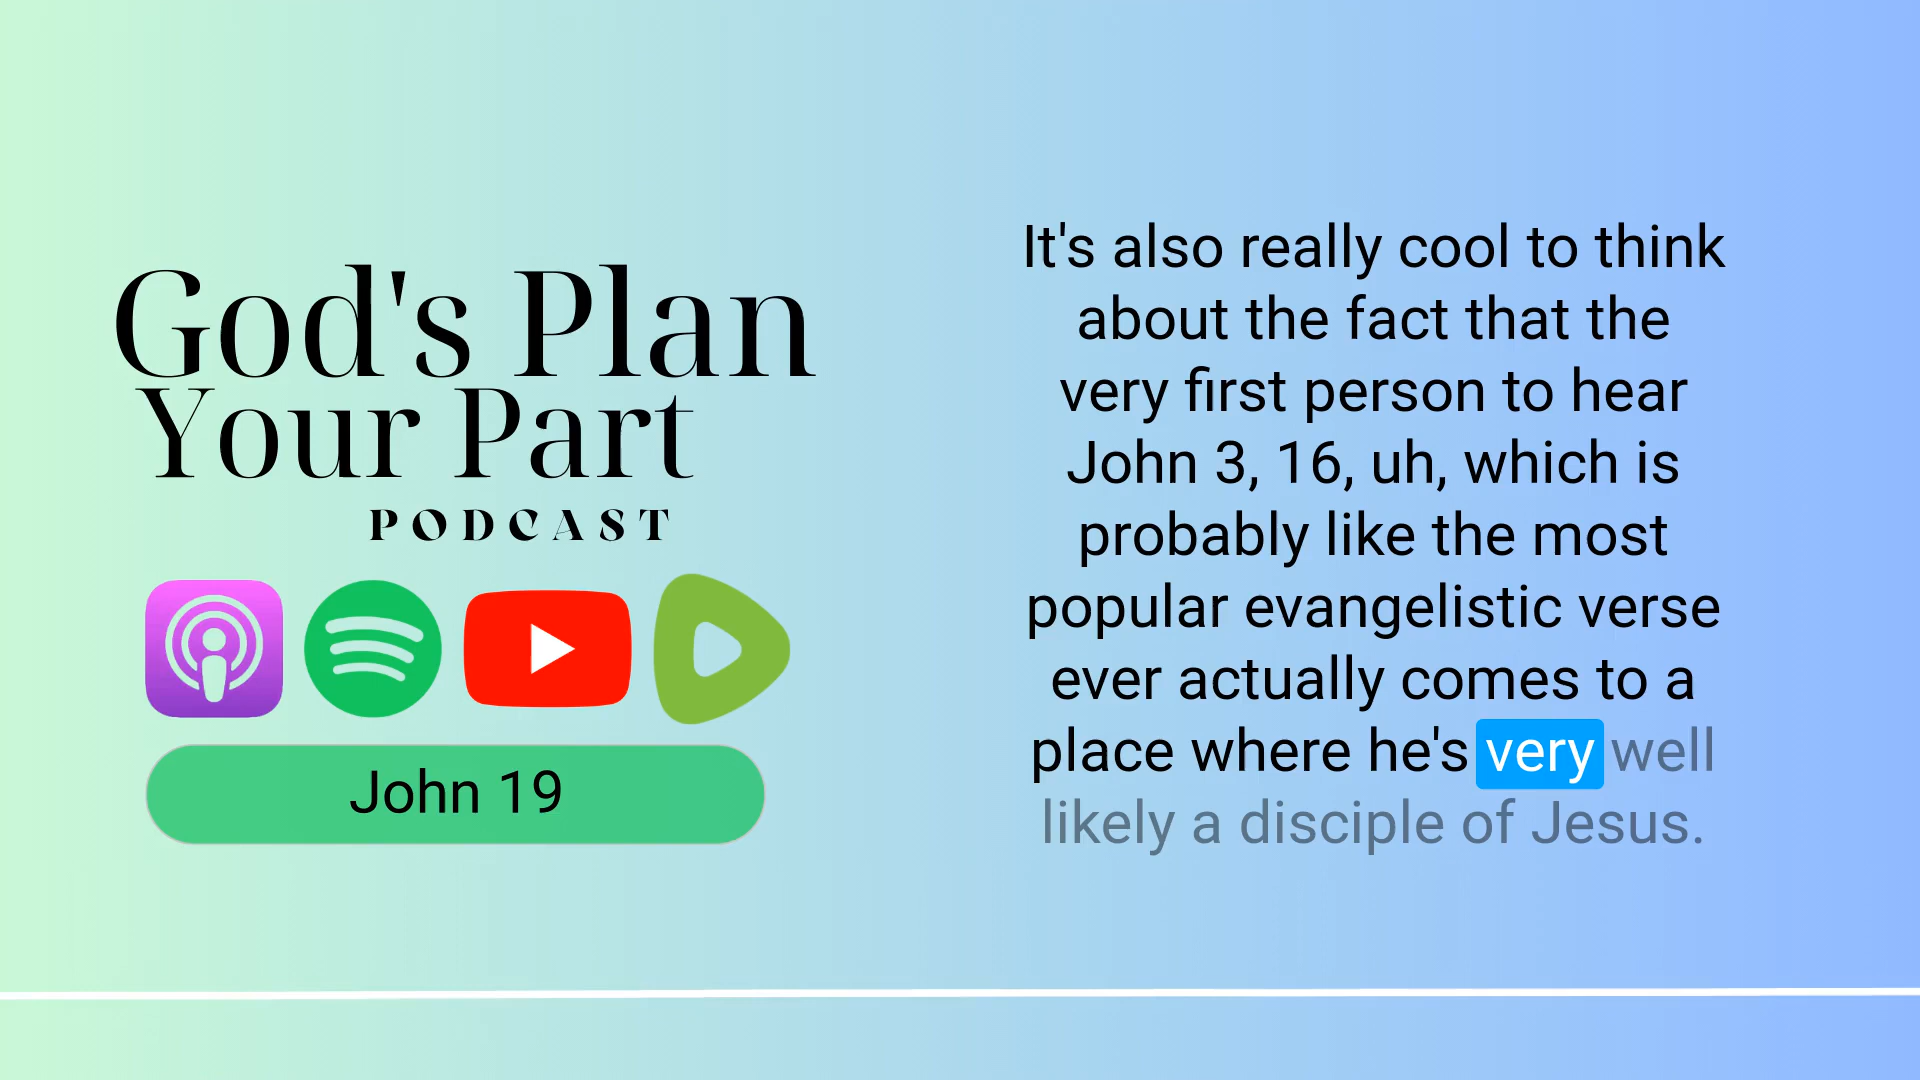 God's Plan
Your Part
PODCAST
John 19
It's also really cool to think
about the fact that the
very first person to hear
John 3, 16, uh, which is
probably like the most
popular evangelistic verse
ever actually comes to a
place where he's very well
likely a disciple of Jesus.